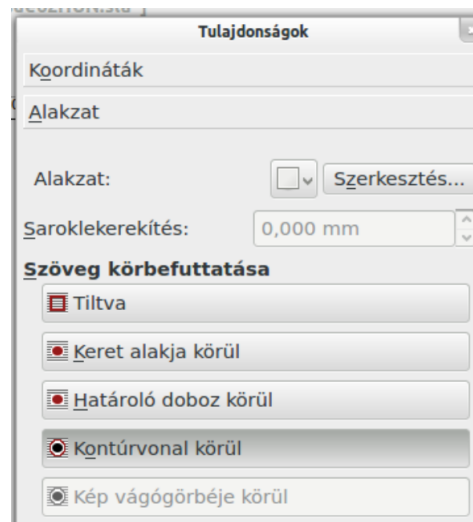 Tulajdonságok
Koordináták
Alakzat
Alakzat:
Szerkesztés...
Saroklekerekítés:
0,000 mm
Szöveg körbefuttatása
Tiltva
Keret alakja körül
Határoló doboz körül
Kontúrvonal körül
Kép vágógörbéje körül